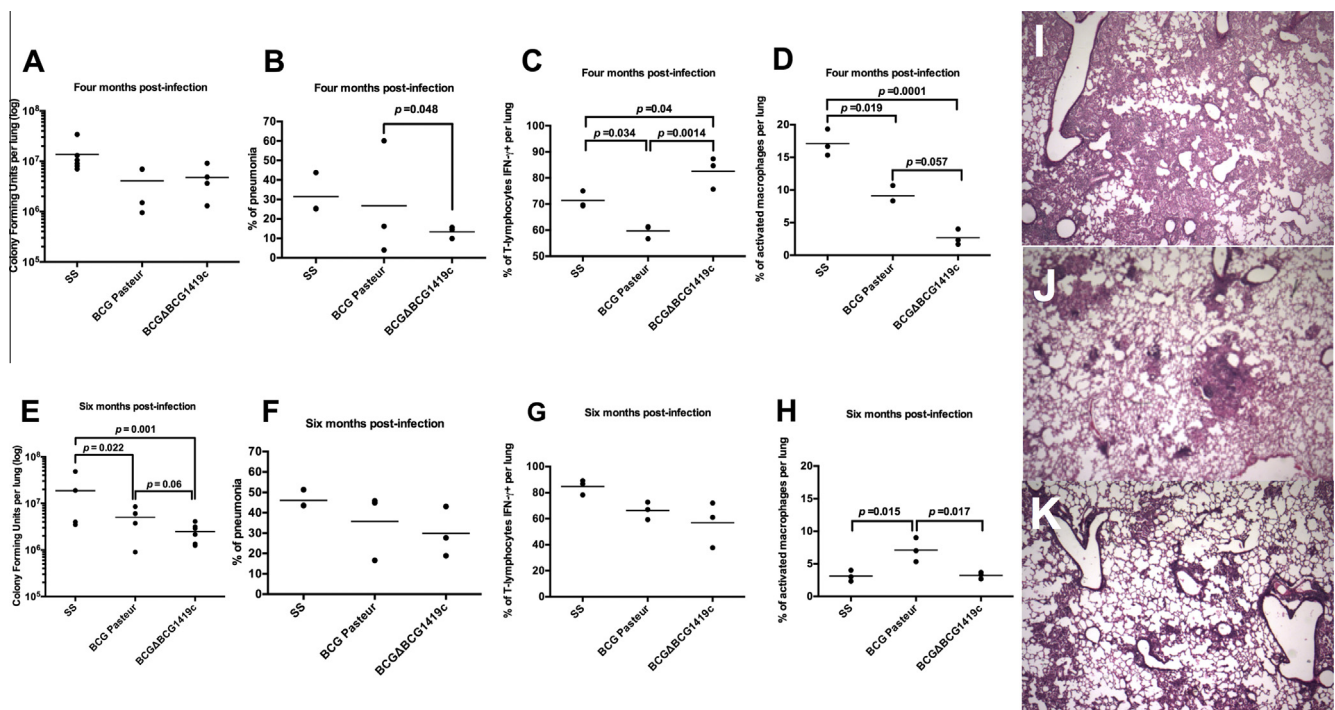 A
Four months post-infection
Colony Forming Units per lung (log)
10^8
10^7
10^6
10^5
SS
BCG Pasteur
BCGΔBCG1419c
B
Four months post-infection
p =0.048
% of pneumonia
70
60
50
40
30
20
10
0
SS
BCG Pasteur
BCGΔBCG1419c
C
Four months post-infection
p =0.04
p =0.034
p =0.0014
% of T-lymphocytes IFN-γ+ per lung
100
90
80
70
60
50
SS
BCG Pasteur
BCGΔBCG1419c
D
Four months post-infection
p =0.0001
p =0.019
p =0.057
% of activated macrophages per lung
20
15
10
5
0
SS
BCG Pasteur
BCGΔBCG1419c
E
Six months post-infection
p = 0.001
p = 0.022
p = 0.06
Colony Forming Units per lung (log)
10^8
10^7
10^6
10^5
SS
BCG Pasteur
BCGΔBCG1419c
F
Six months post-infection
% of pneumonia
70
60
50
40
30
20
10
0
SS
BCG Pasteur
BCGΔBCG1419c
G
Six months post-infection
% of T-lymphocytes IFN-γ+ per lung
100
80
60
40
20
0
SS
BCG Pasteur
BCGΔBCG1419c
H
Six months post-infection
p =0.015
p =0.017
% of activated macrophages per lung
20
15
10
5
0
SS
BCG Pasteur
BCGΔBCG1419c
I
J
K